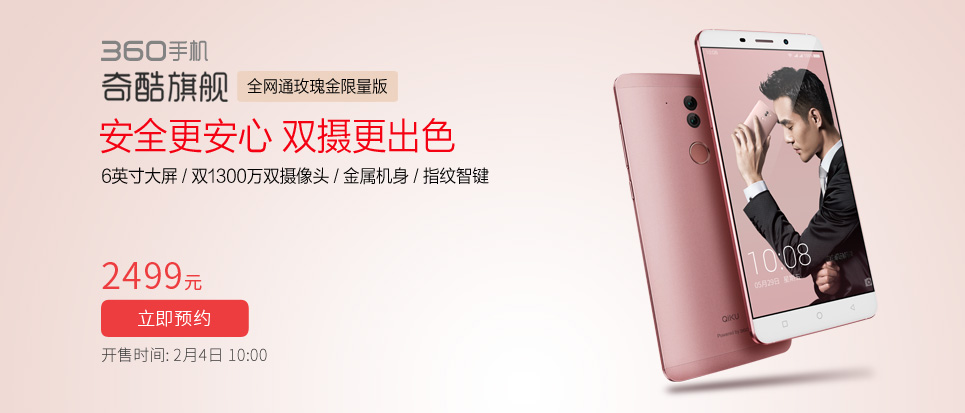 360手机
奇酷旗舰 全网通玫瑰金限量版
安全更安心 双摄更出色
6英寸大屏 / 双1300万双摄像头 / 金属机身 / 指纹智键
2499元
立即预约
开售时间: 2月4日 10:00
10:08
QiKU